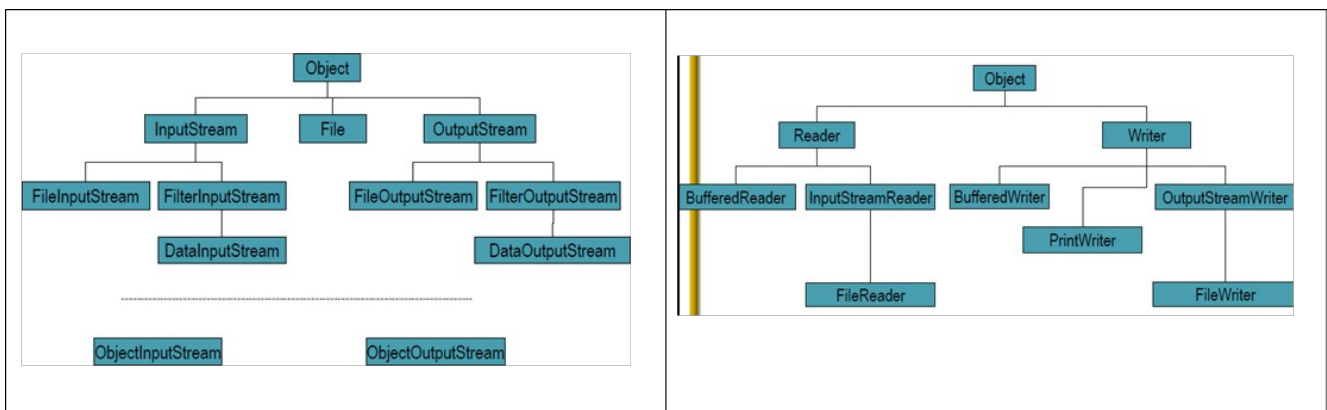 Object
InputStream
File
OutputStream
FileInputStream
FilterInputStream
FileOutputStream
FilterOutputStream
DataInputStream
DataOutputStream
ObjectInputStream
ObjectOutputStream
Object
Reader
Writer
BufferedReader
InputStreamReader
BufferedWriter
OutputStreamWriter
PrintWriter
FileReader
FileWriter